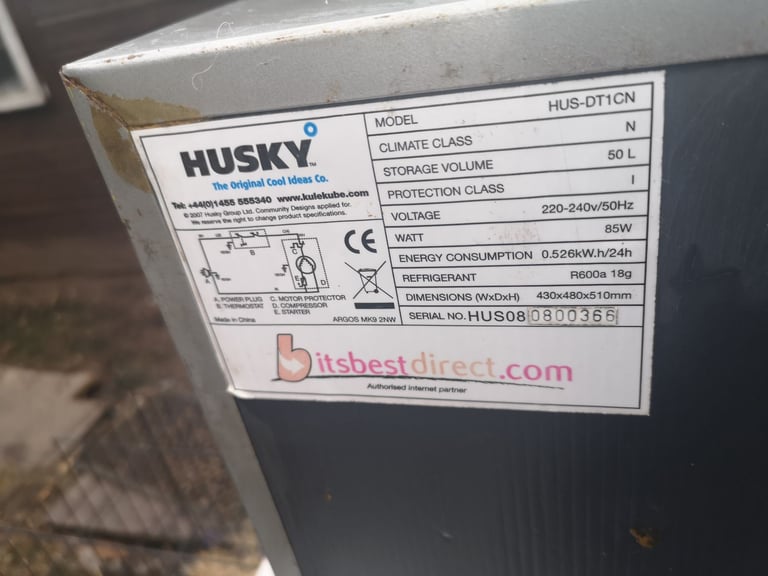 HUSKY°™
The Original Cool Ideas Co.
Tel: +44(0)1455 555340 www.kulekube.com
© 2007 Husky Group Ltd. Community Designs applied for.
We reserve the right to change product specifications.
A B C D E
A. POWER PLUG C. MOTOR PROTECTOR
B. THERMOSTAT D. COMPRESSOR
E. STARTER
Made in China
CE
ARGOS MK9 2NW
MODEL HUS-DT1CN
CLIMATE CLASS N
STORAGE VOLUME 50 L
PROTECTION CLASS I
VOLTAGE 220-240v/50Hz
WATT 85W
ENERGY CONSUMPTION 0.526kW.h/24h
REFRIGERANT R600a 18g
DIMENSIONS (WxDxH) 430x480x510mm
SERIAL NO. HUS08 0800366
bitsbestdirect.com
Authorised internet partner